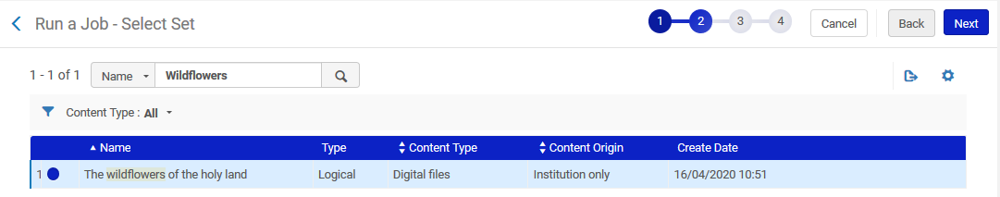 Run a Job - Select Set 1 2 3 4 Cancel Back Next
1 - 1 of 1 Name Wildflowers
Content Type : All
Name Type Content Type Content Origin Create Date
1 The wildflowers of the holy land Logical Digital files Institution only 16/04/2020 10:51